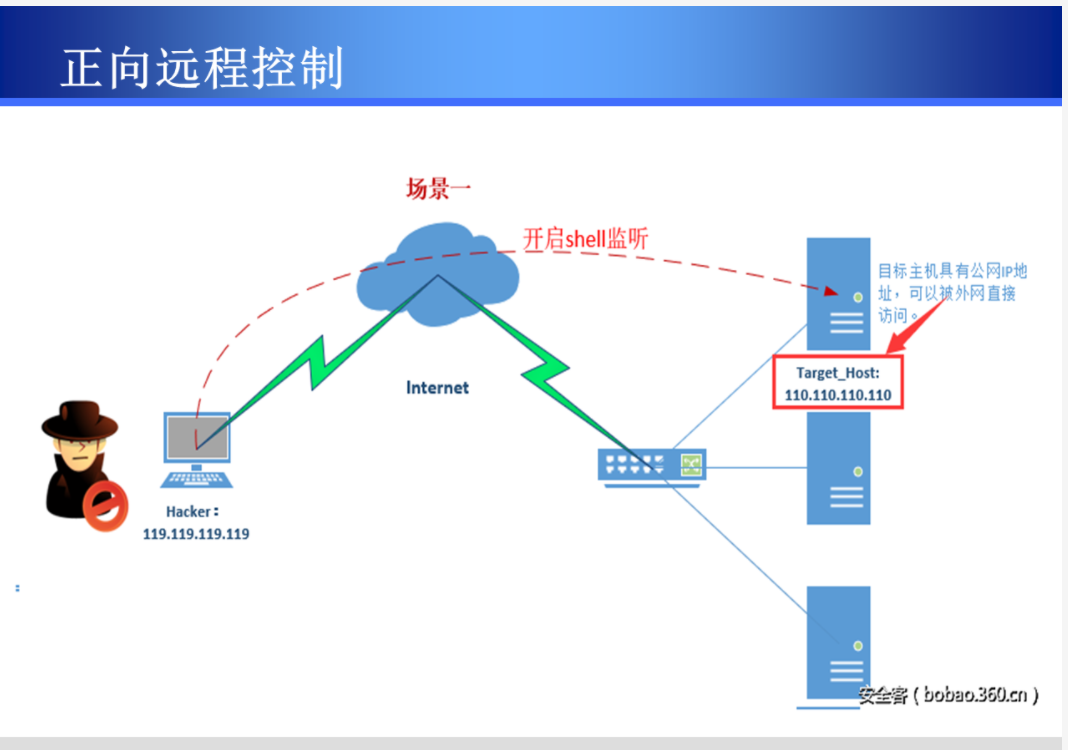 正向远程控制
场景一
开启shell监听
目标主机具有公网IP地
址，可以被外网直接
访问。
Internet
Target_Host:
110.110.110.110
Hacker：
119.119.119.119
安全客（bobao.360.cn）